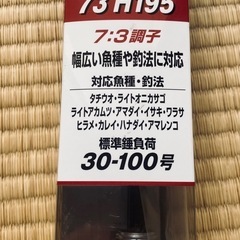 73 H195
7:3調子
幅広い魚種や釣法に対応
対応魚種・釣法
タチウオ・ライトオニカサゴ
ライトアカムツ・アマダイ・イサキ・ワラサ
ヒラメ・カレイ・ハナダイ・アマレンコ
標準錘負荷
30-100号